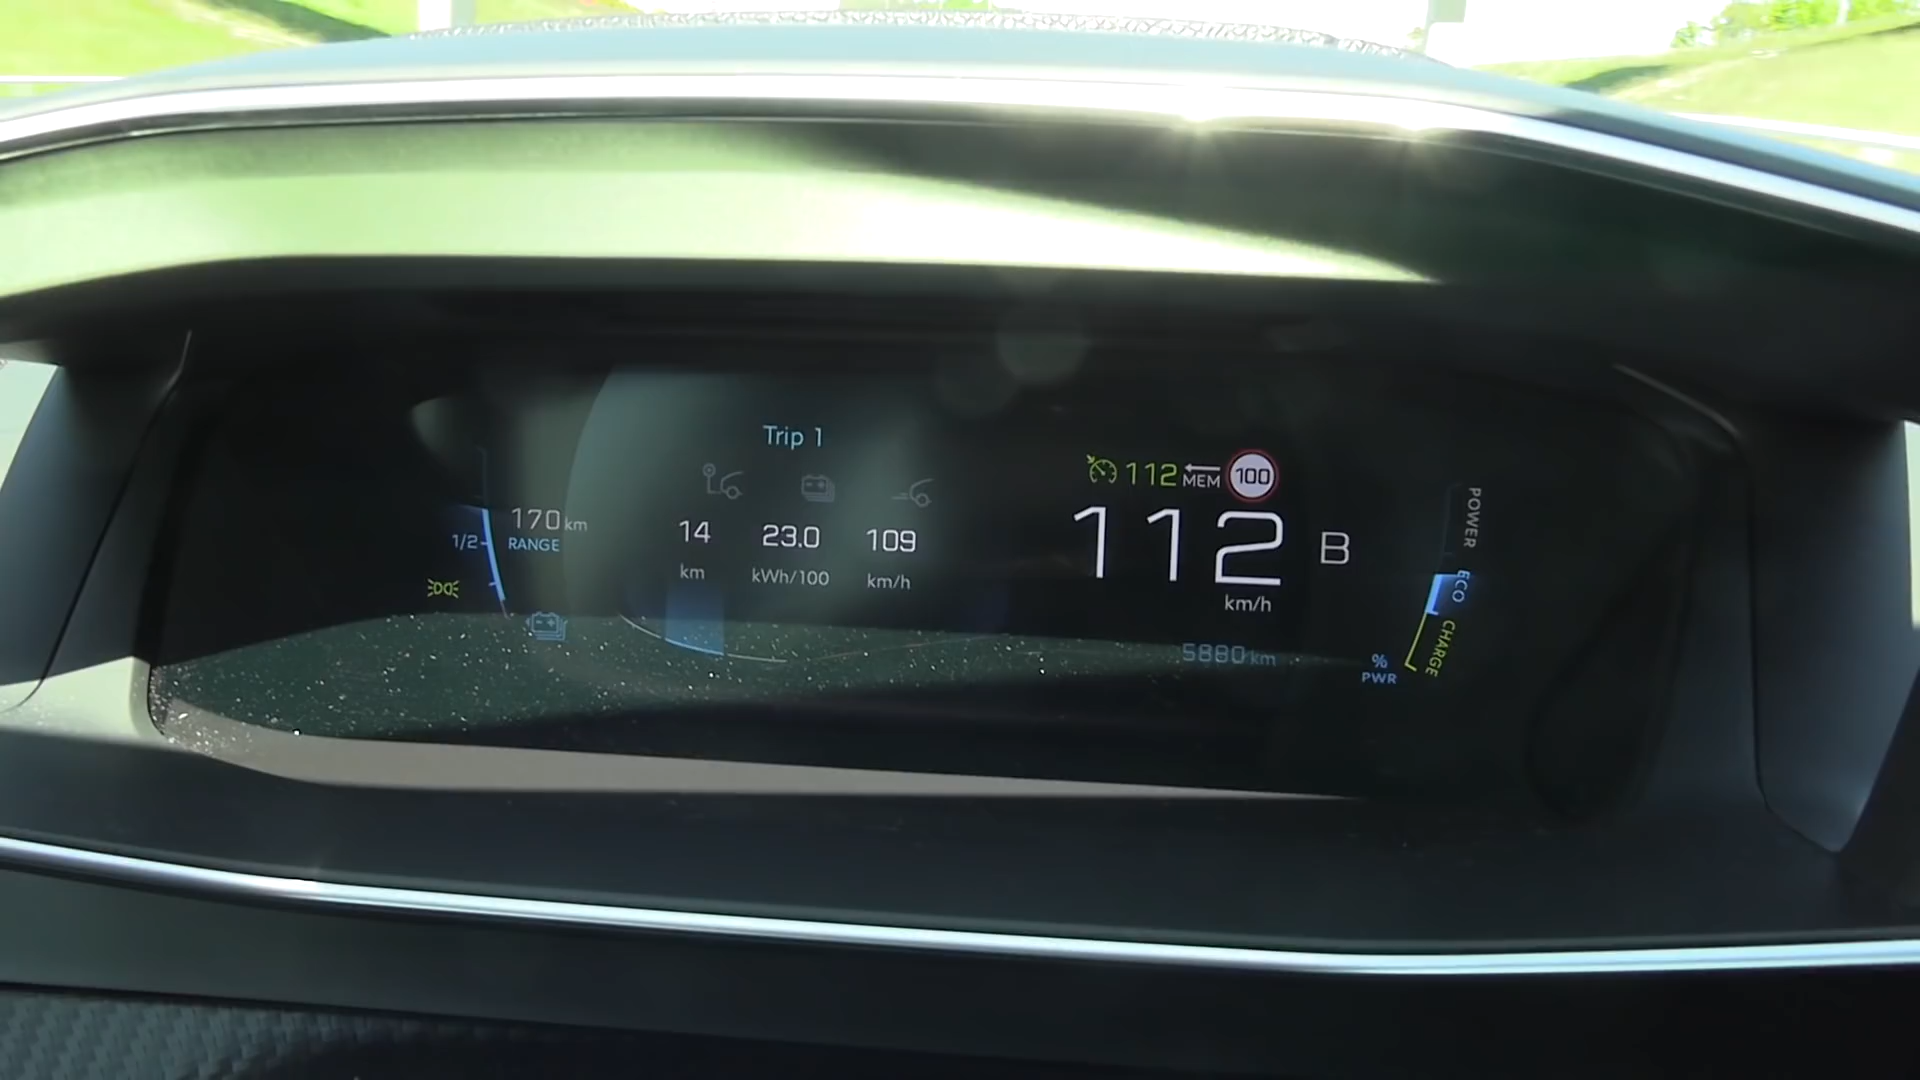 Trip 1
112 MEM 100
170 km
RANGE
1/2
14 23.0 109
km kWh/100 km/h
112 B
km/h
5880 km
POWER
ECO
CHARGE
%
PWR